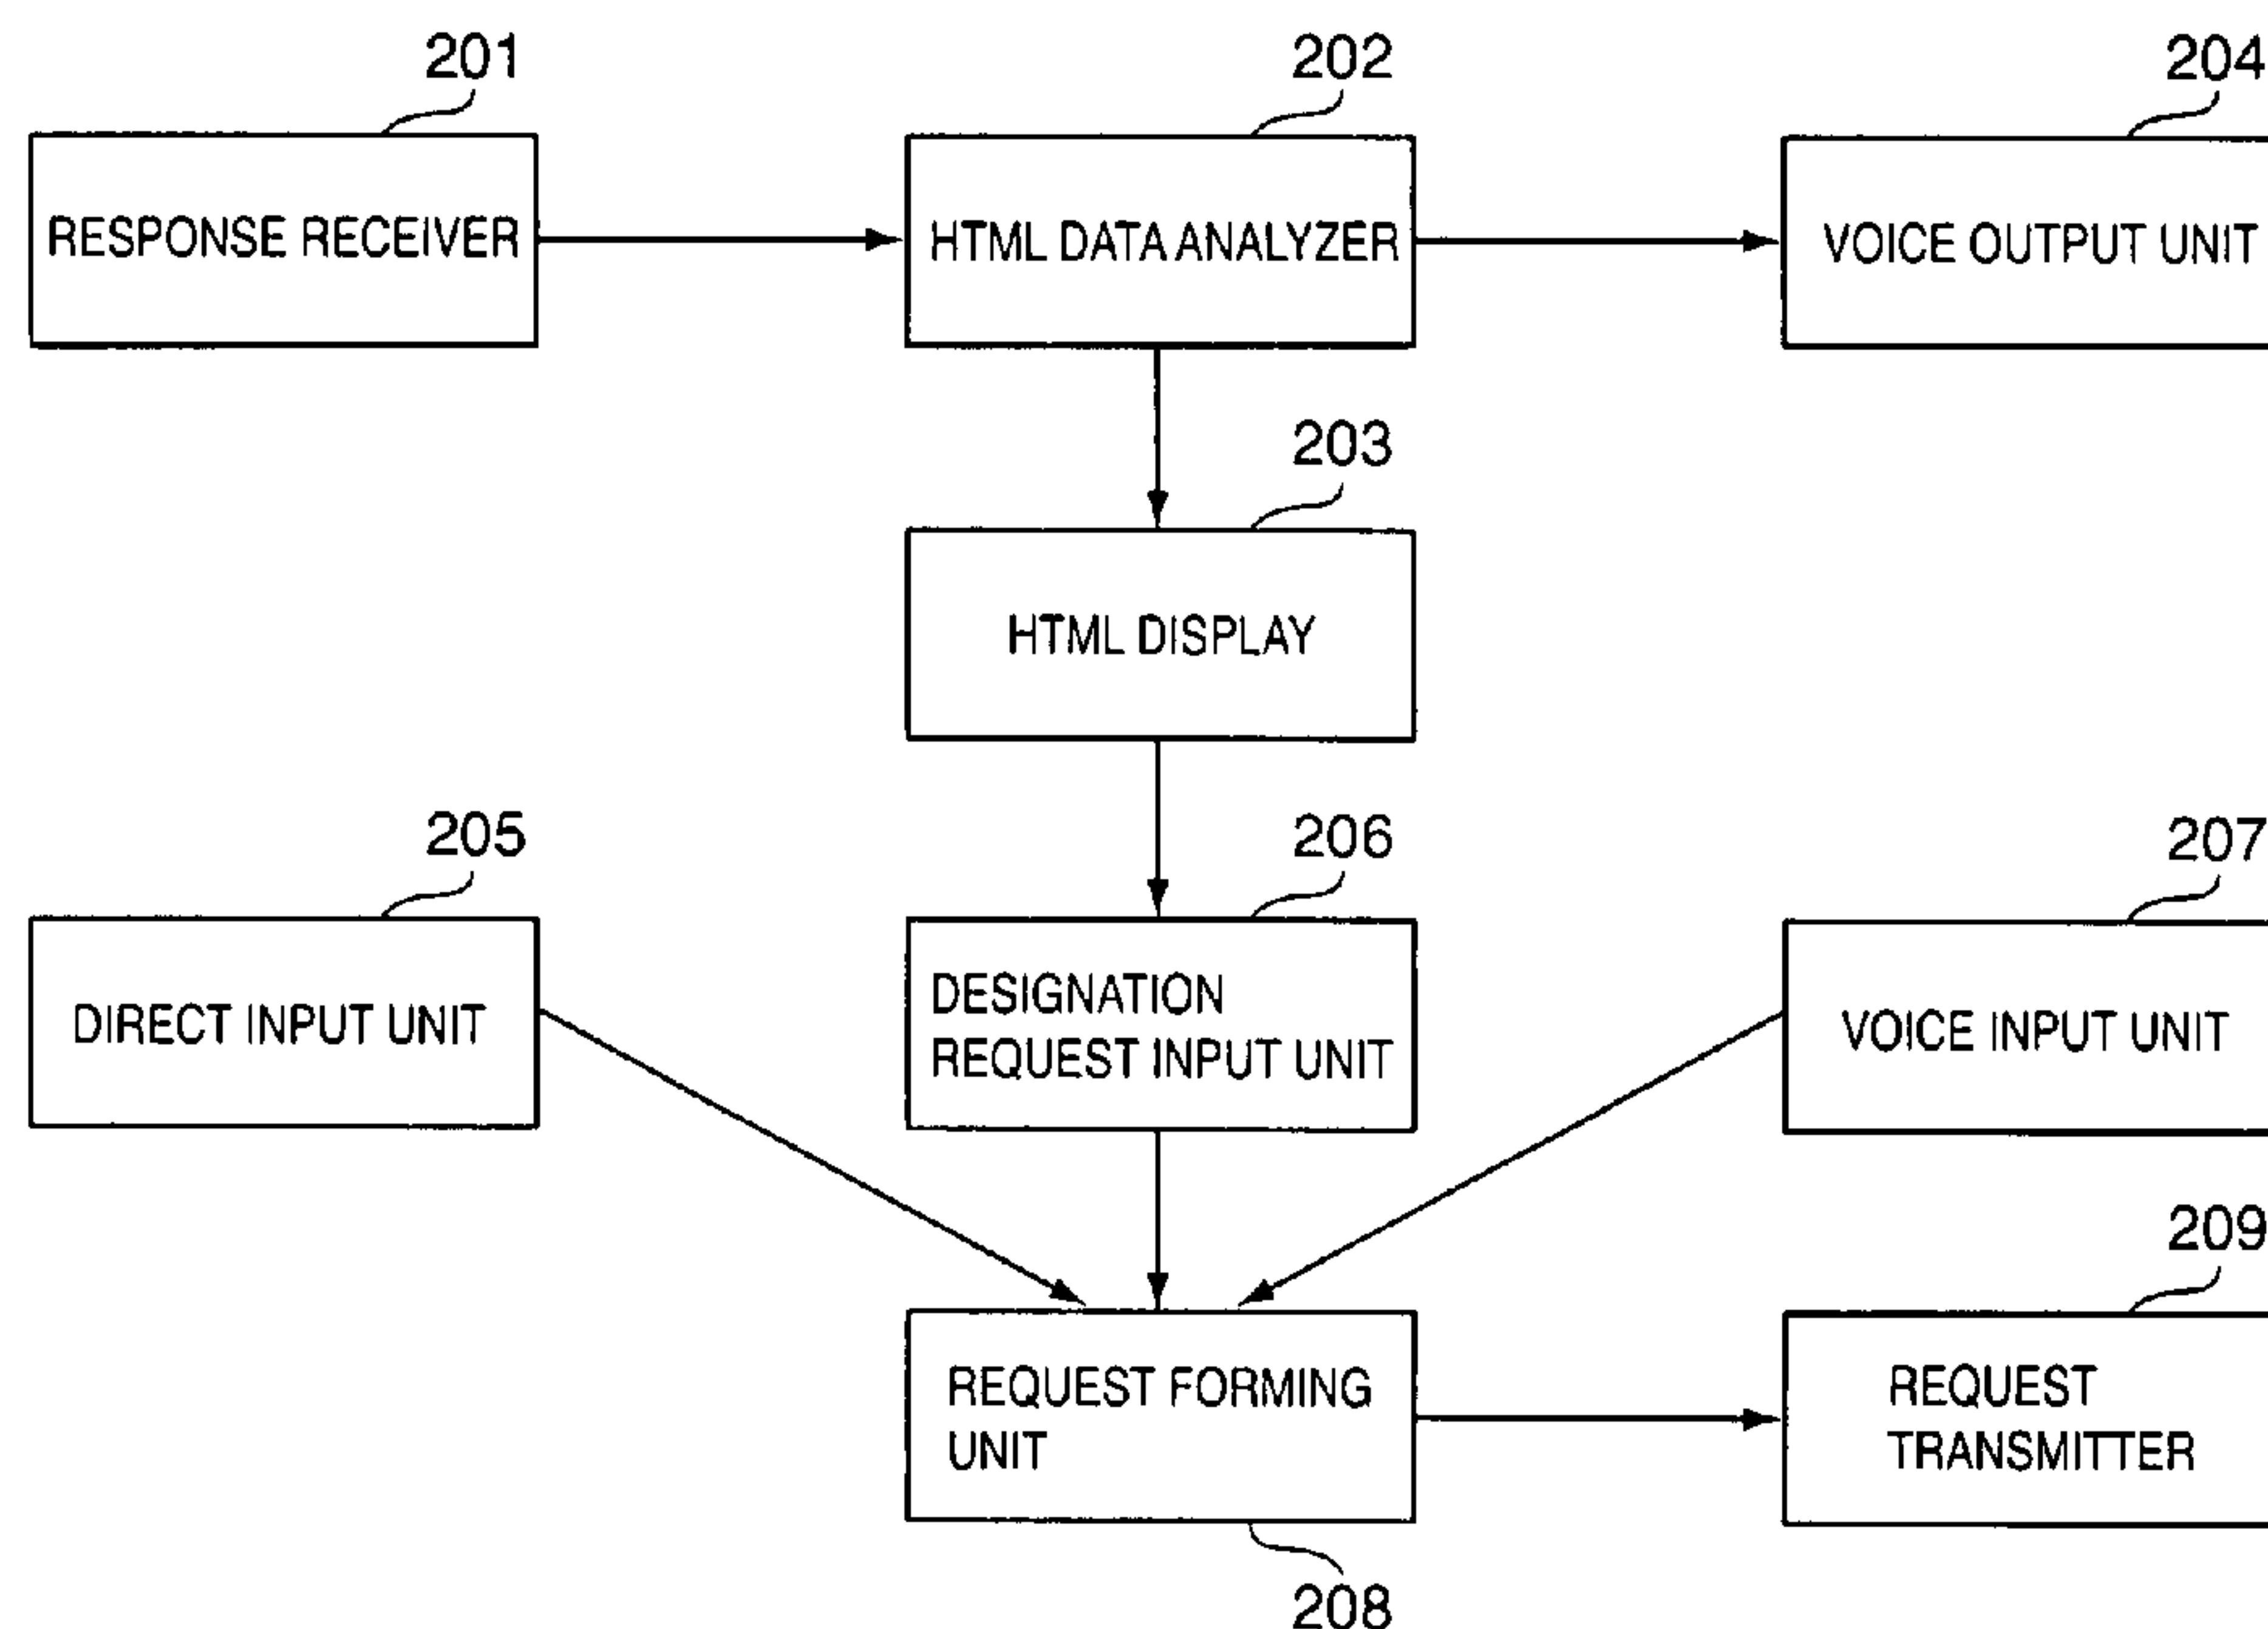 201
202
204
RESPONSE RECEIVER
HTML DATA ANALYZER
VOICE OUTPUT UNIT
203
HTML DISPLAY
205
206
207
DIRECT INPUT UNIT
DESIGNATION
REQUEST INPUT UNIT
VOICE INPUT UNIT
209
REQUEST FORMING
UNIT
REQUEST
TRANSMITTER
208